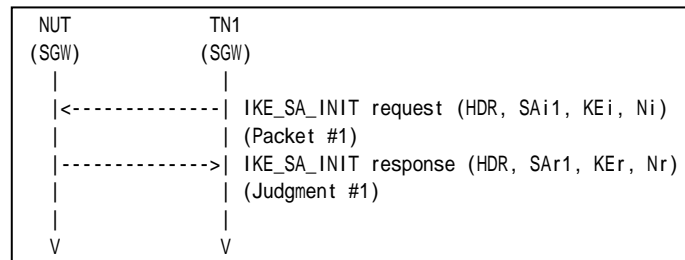 NUT TN1
(SGW) (SGW)
| |
|<--------------| IKE_SA_INIT request (HDR, SAi1, KEi, Ni)
| | (Packet #1)
|-------------->| IKE_SA_INIT response (HDR, SAr1, KEr, Nr)
| | (Judgment #1)
| |
V V